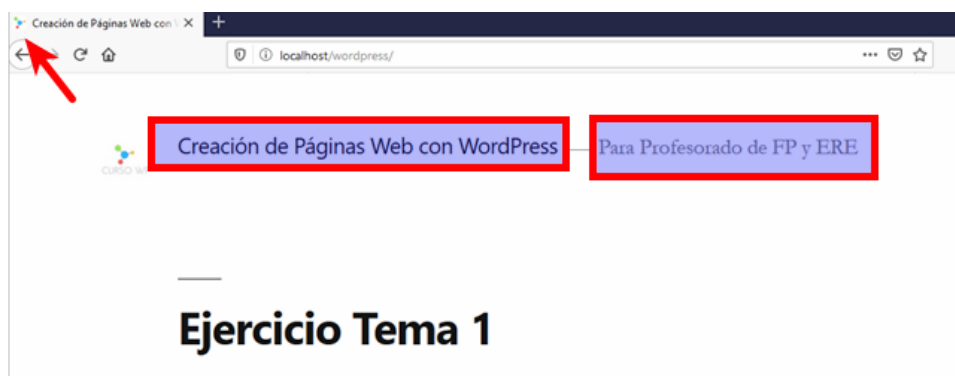 Creación de Páginas Web con
localhost/wordpress/
Creación de Páginas Web con WordPress — Para Profesorado de FP y ERE
CURSO
Ejercicio Tema 1